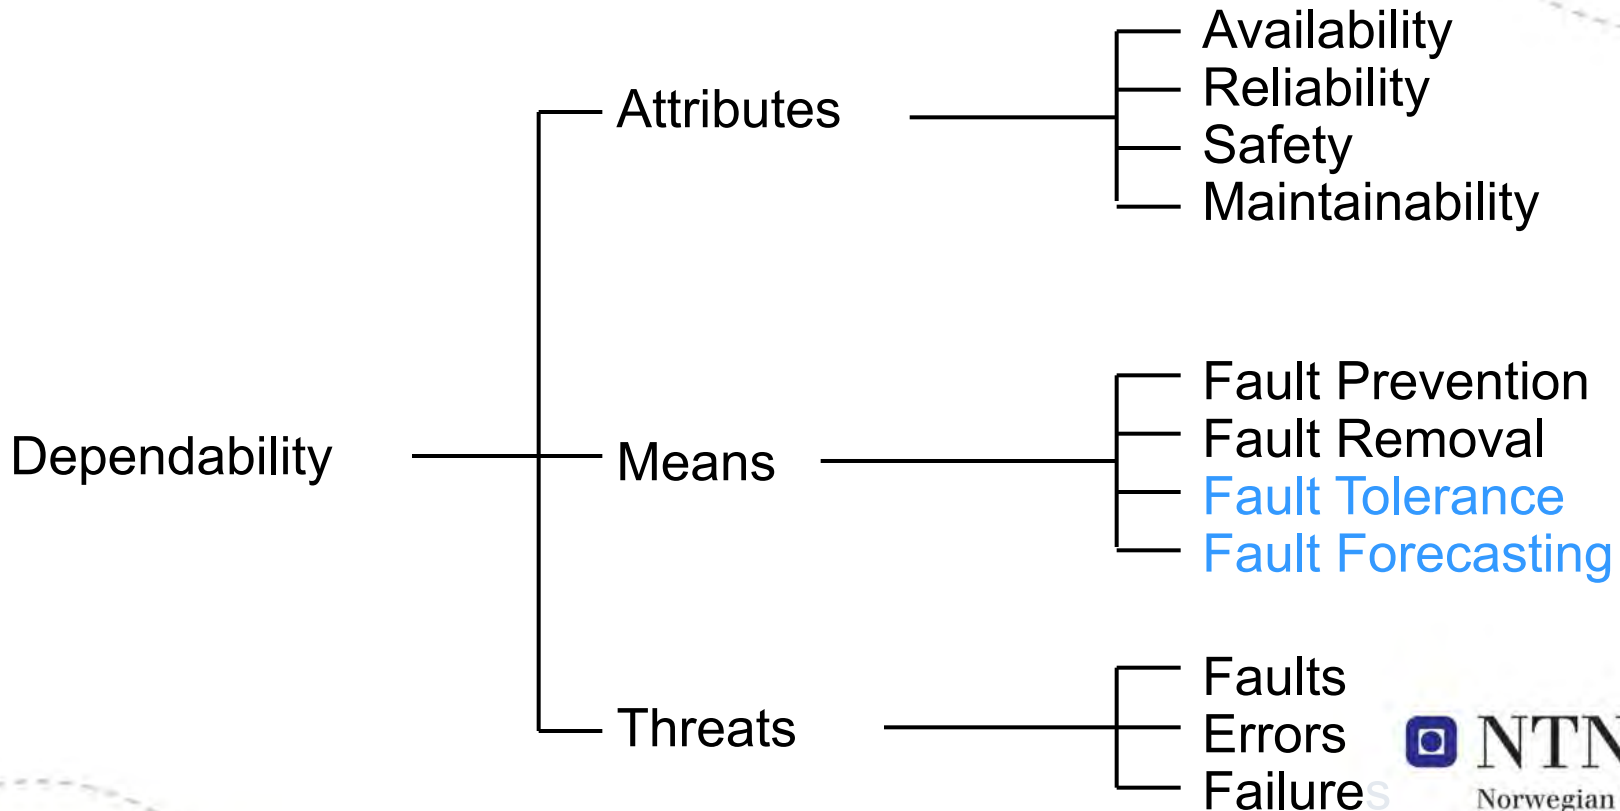 Availability
Reliability
Attributes
Safety
Maintainability
Fault Prevention
Fault Removal
Dependability
Means
Fault Tolerance
Fault Forecasting
Faults
Threats
Errors
NTN
Failures
Norwegian